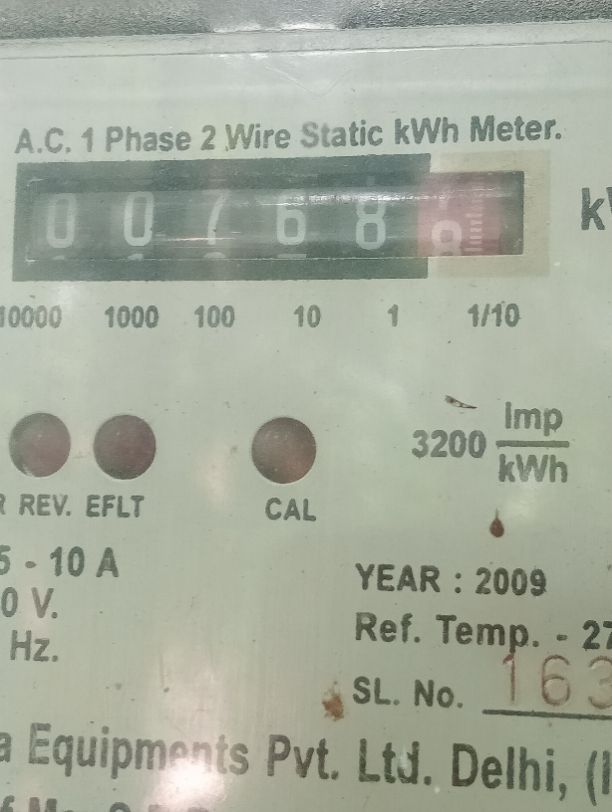 A.C. 1 Phase 2 Wire Static kWh Meter.
0 0 7 6 8 8
10000 1000 100 10 1 1/10
3200 Imp/kWh
REV. EFLT CAL
5 - 10 A
YEAR : 2009
0 V.
Ref. Temp. - 27
Hz.
SL. No. 163
a Equipments Pvt. Ltd. Delhi, (I